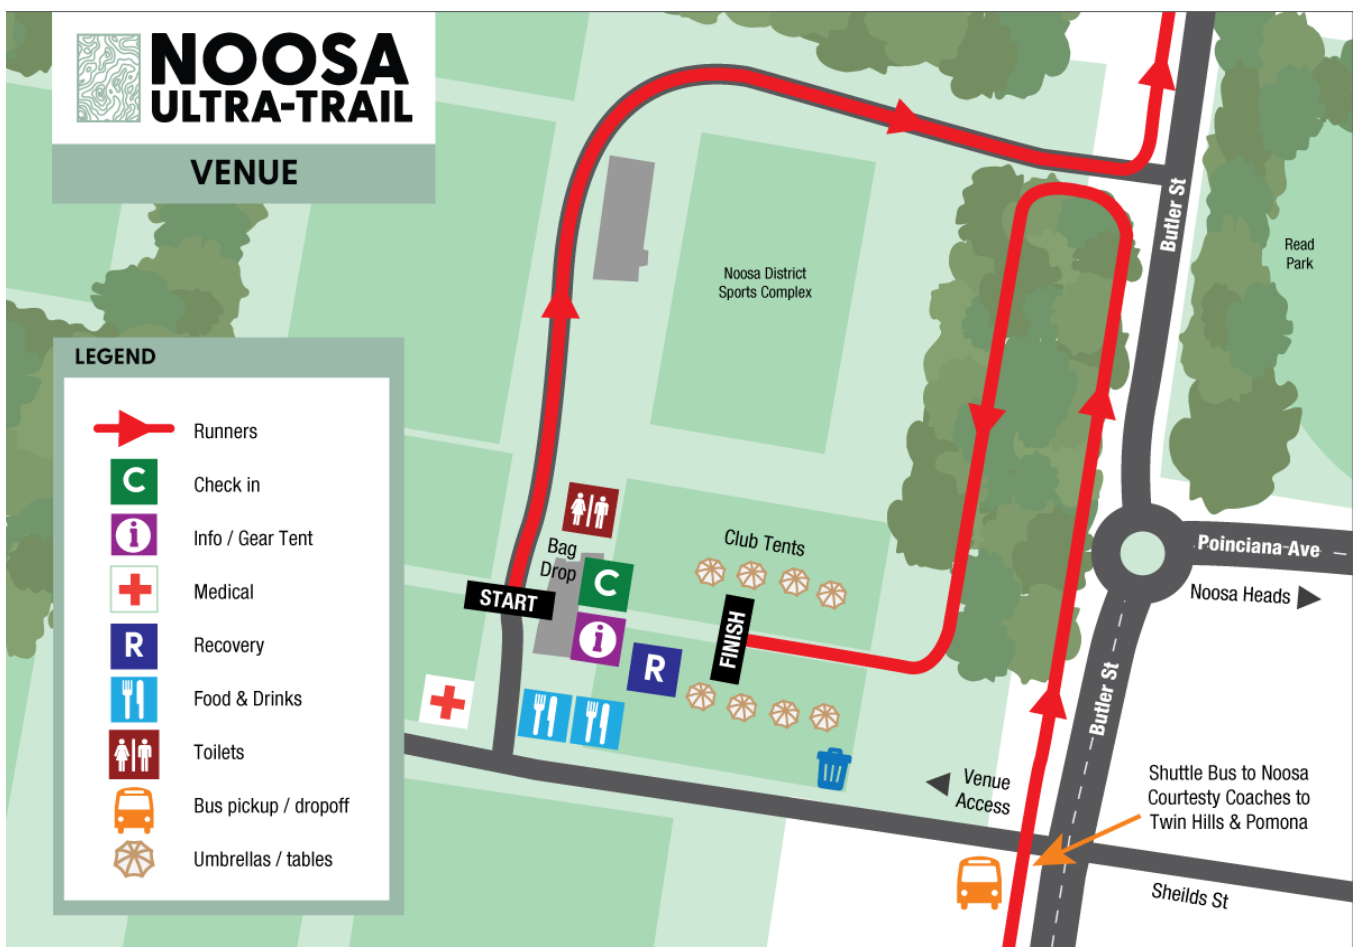 NOOSA
ULTRA-TRAIL
VENUE
LEGEND
Runners
C
Check in
i
Info / Gear Tent
Medical
R
Recovery
Food & Drinks
Toilets
Bus pickup / dropoff
Umbrellas / tables
Butler St
Read
Park
Noosa District
Sports Complex
Club Tents
Bag
Drop
C
START
i
R
FINISH
Poinciana Ave
Noosa Heads
Butler St
Venue
Access
Shuttle Bus to Noosa
Courtesty Coaches to
Twin Hills & Pomona
Sheilds St